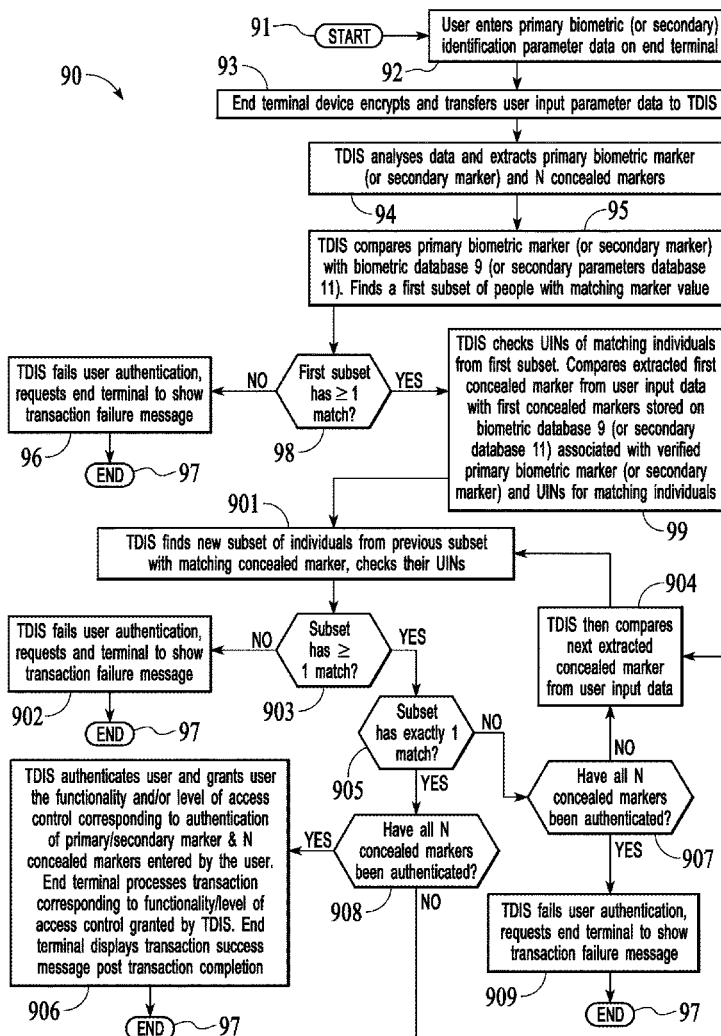 91
START
User enters primary biometric (or secondary)
identification parameter data on end terminal
92
90
93
End terminal device encrypts and transfers user input parameter data to TDIS
TDIS analyses data and extracts primary biometric marker
(or secondary marker) and N concealed markers
94
95
TDIS compares primary biometric marker (or secondary marker)
with biometric database 9 (or secondary parameters database
11). Finds a first subset of people with matching marker value
TDIS fails user authentication,
requests end terminal to show
transaction failure message
96
END
97
NO
First subset
has ≥ 1
match?
98
YES
TDIS checks UINs of matching individuals
from first subset. Compares extracted first
concealed marker from user input data
with first concealed markers stored on
biometric database 9 (or secondary
database 11) associated with verified
primary biometric marker (or secondary
marker) and UINs for matching individuals
99
901
TDIS finds new subset of individuals from previous subset
with matching concealed marker, checks their UINs
904
TDIS then compares
next extracted
concealed marker
from user input data
TDIS fails user authentication,
requests and terminal to show
transaction failure message
902
END
97
NO
Subset
has ≥
1 match?
903
YES
Subset
has exactly 1
match?
905
NO
YES
NO
Have all N
concealed markers
been authenticated?
907
YES
TDIS authenticates user and grants user
the functionality and/or level of access
control corresponding to authentication
of primary/secondary marker & N
concealed markers entered by the user.
End terminal processes transaction
corresponding to functionality/level of
access control granted by TDIS. End
terminal displays transaction success
message post transaction completion
906
END
97
YES
Have all N
concealed markers
been authenticated?
908
NO
TDIS fails user authentication,
requests end terminal to show
transaction failure message
909
END
97